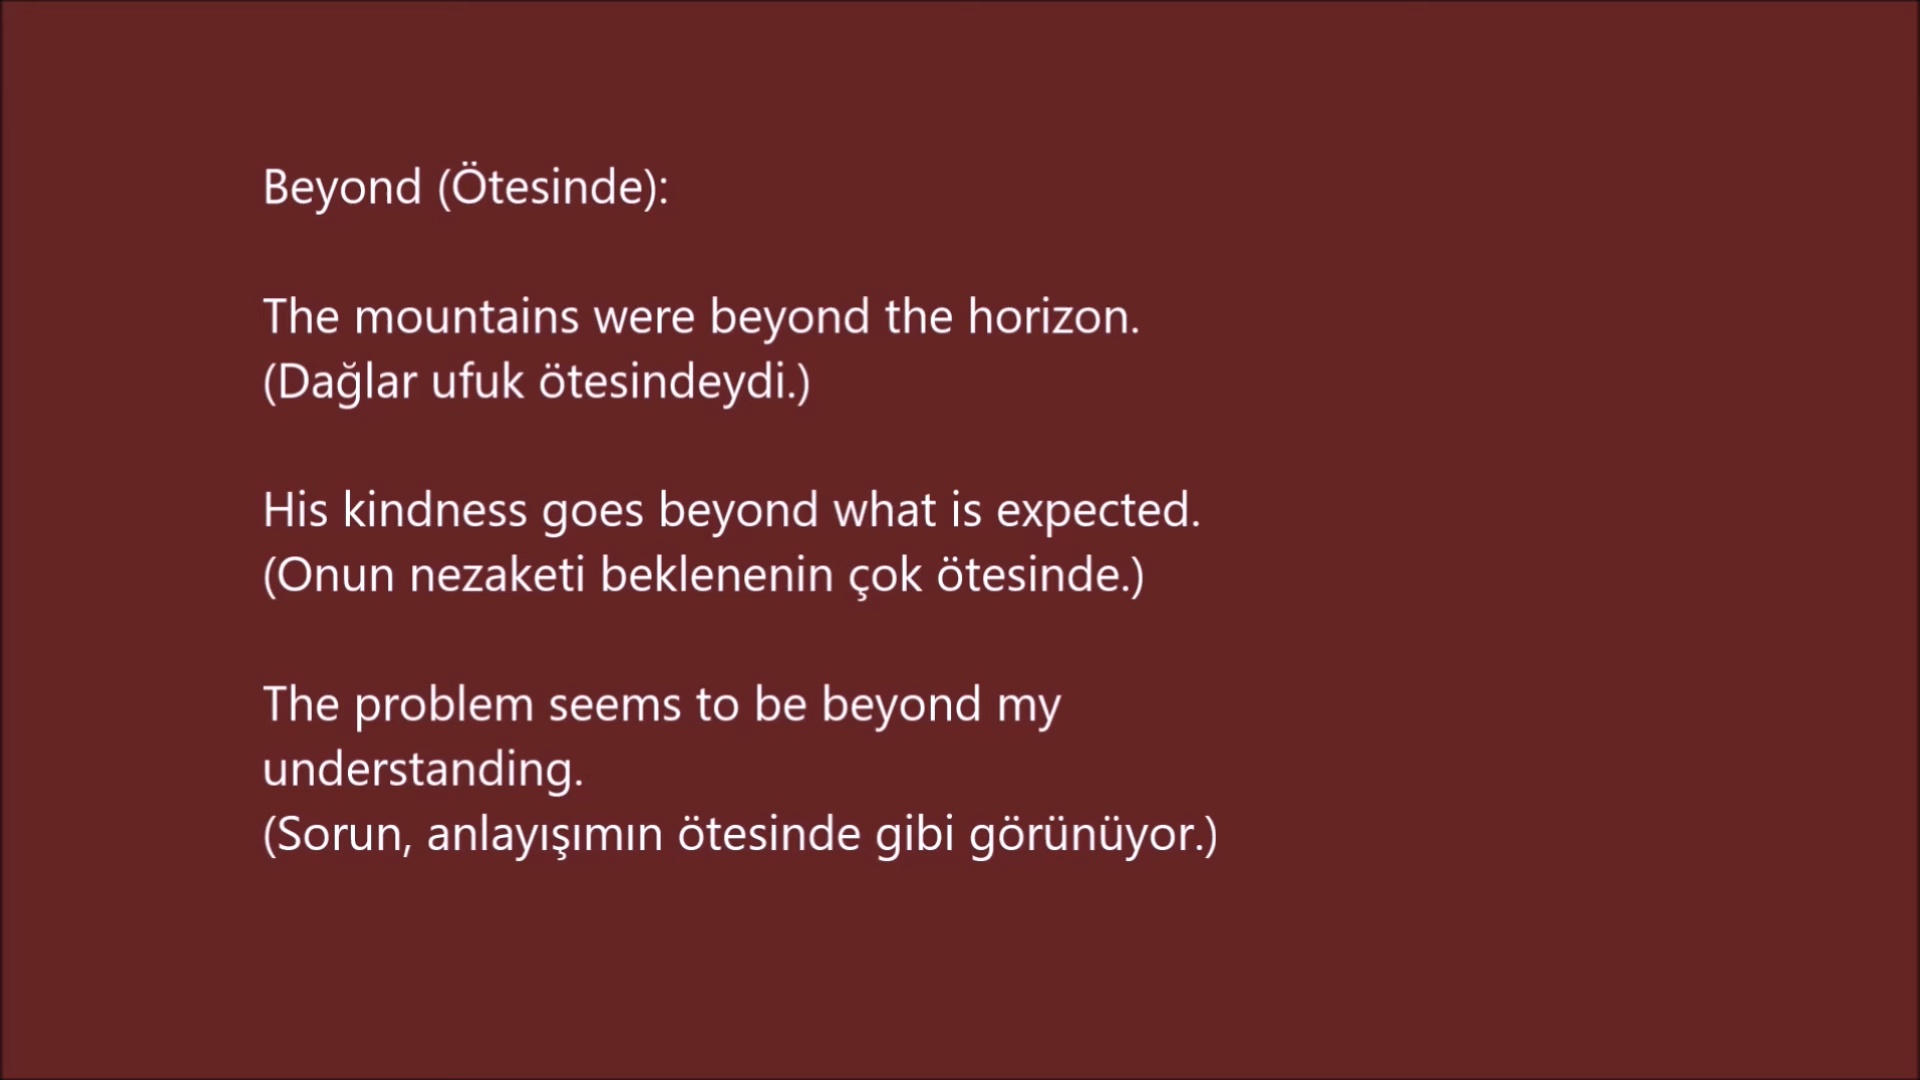 Beyond (Ötesinde):
The mountains were beyond the horizon.
(Dağlar ufuk ötesindeydi.)
His kindness goes beyond what is expected.
(Onun nezaketi beklenenin çok ötesinde.)
The problem seems to be beyond my
understanding.
(Sorun, anlayışımın ötesinde gibi görünüyor.)